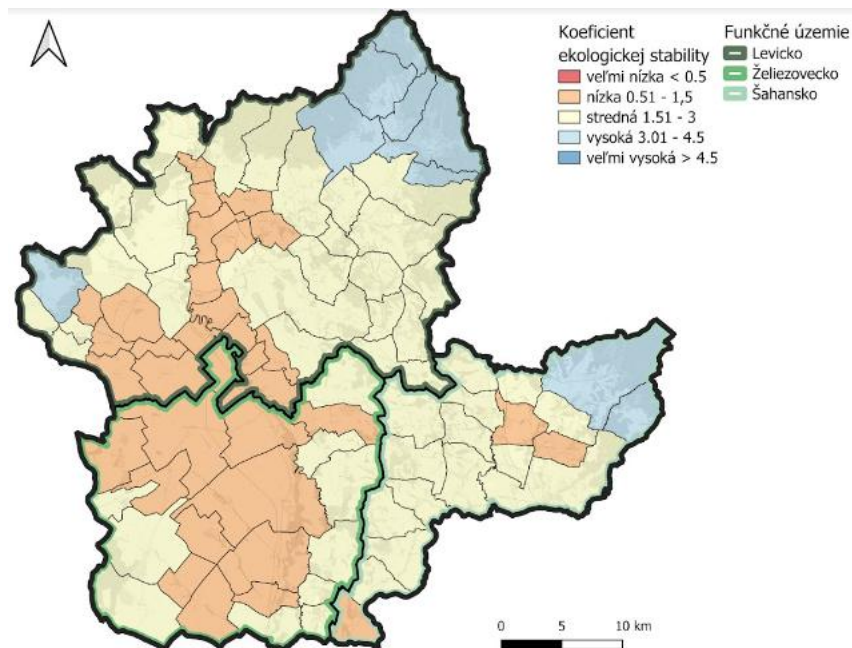 Koeficient
ekologickej stability
veľmi nízka < 0.5
nízka 0.51 - 1,5
stredná 1.51 - 3
vysoká 3.01 - 4.5
veľmi vysoká > 4.5
Funkčné územie
Levicko
Želiezovecko
Šahansko
0 5 10 km